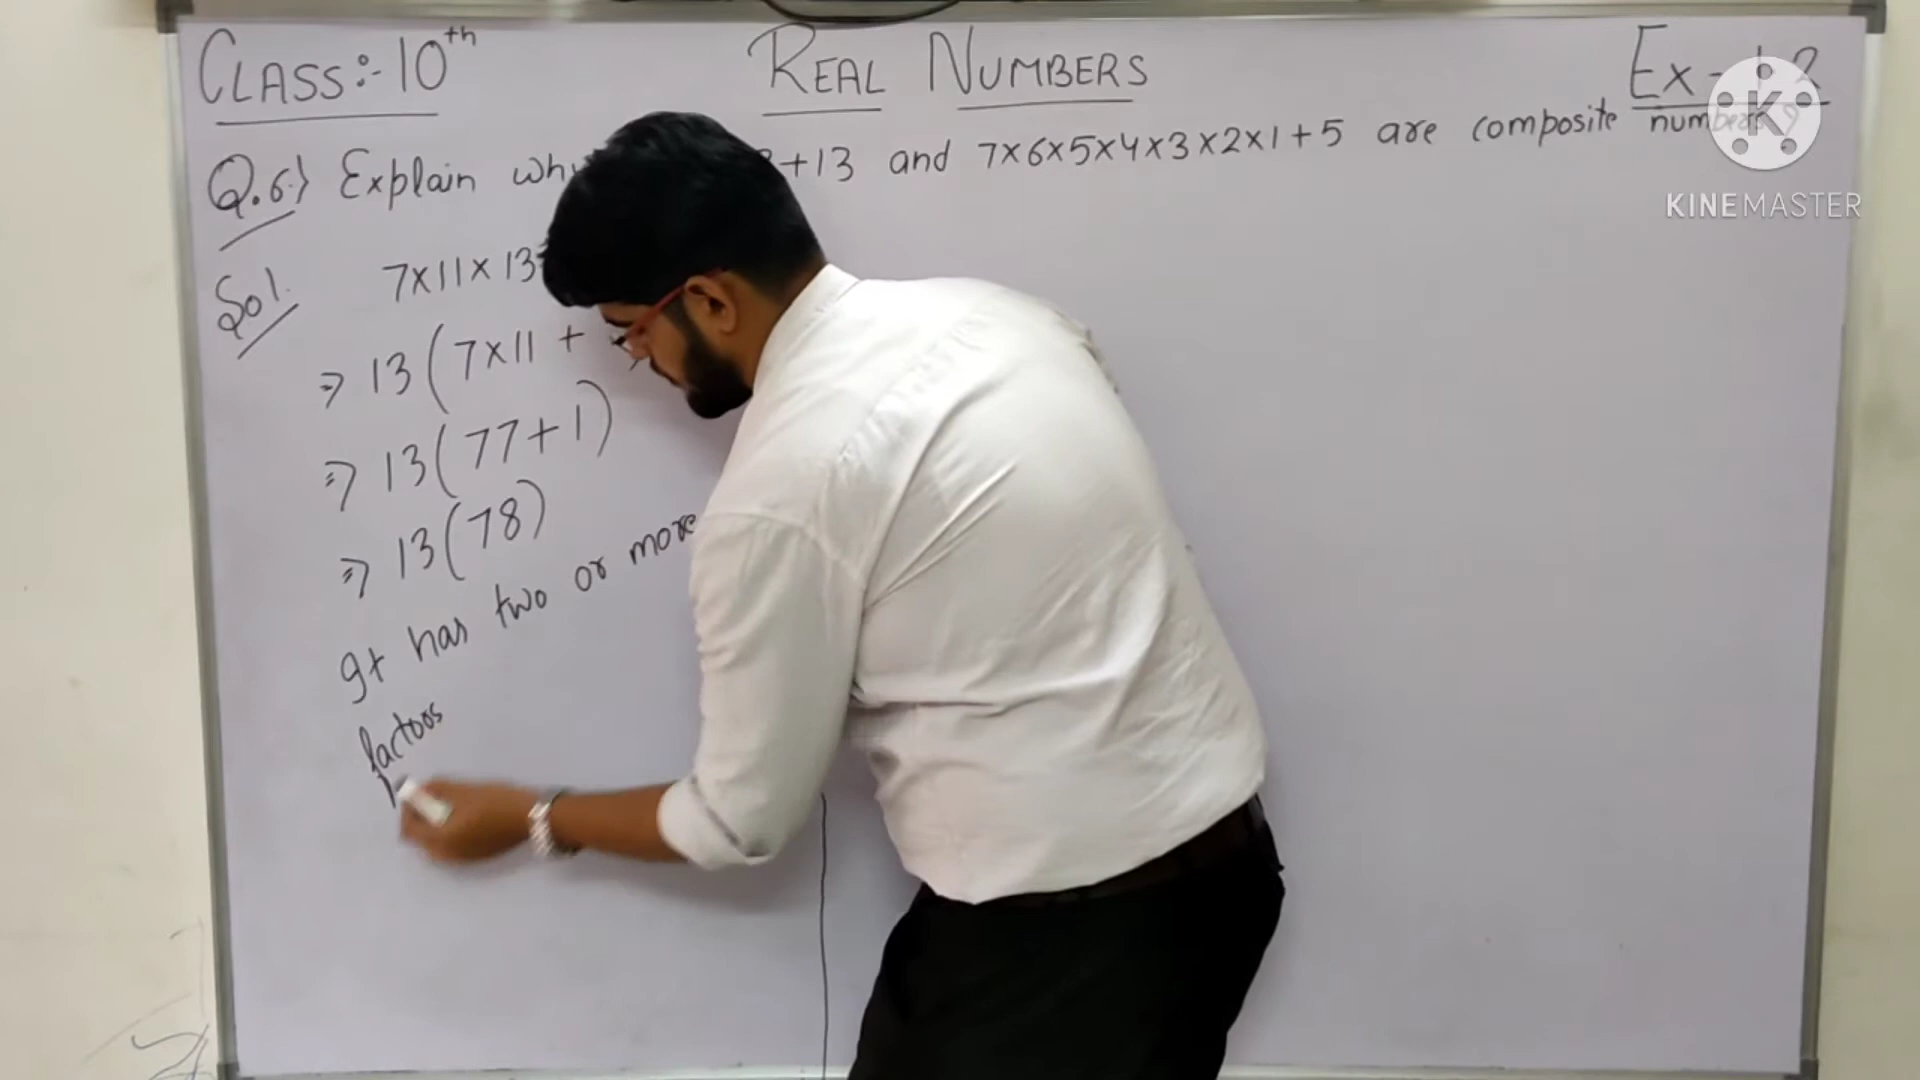 CLASS:- 10th
REAL NUMBERS
Ex-
Q.6.) Explain why +13 and 7×6×5×4×3×2×1+5 are composite
Sol.
7×11×13
⇒ 13(7×11 +
⇒ 13(77+1)
⇒ 13(78)
It has two or more
factors
KINEMASTER